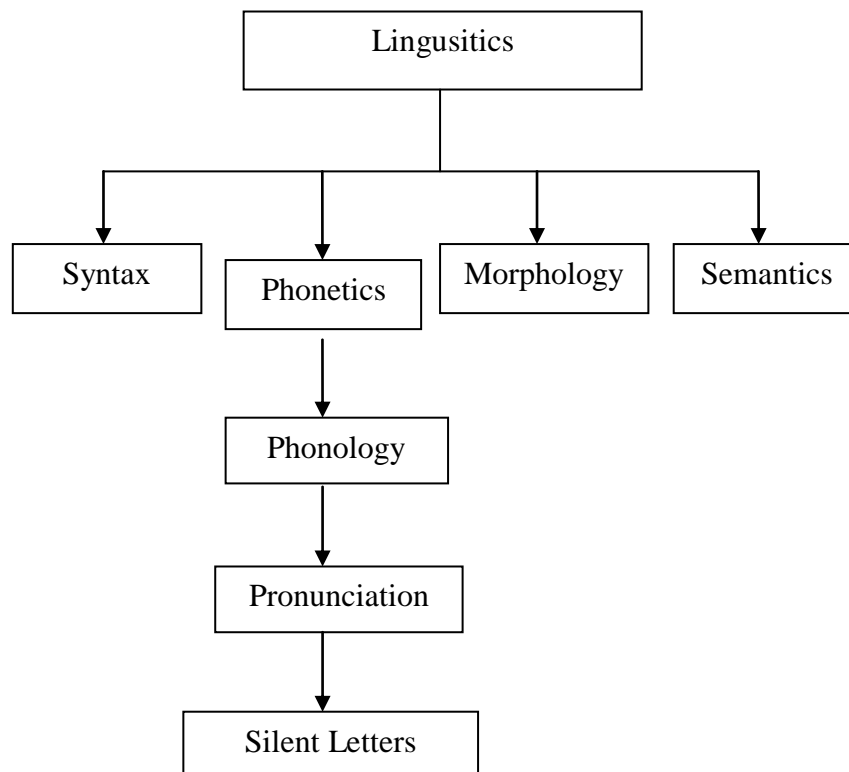 Lingusitics
Syntax
Phonetics
Morphology
Semantics
Phonology
Pronunciation
Silent Letters